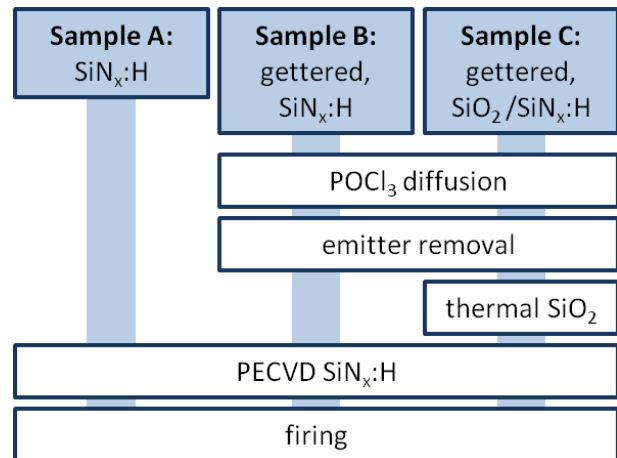 Sample A:
SiNₓ:H
Sample B:
gettered,
SiNₓ:H
Sample C:
gettered,
SiO₂/SiNₓ:H
POCl₃ diffusion
emitter removal
thermal SiO₂
PECVD SiNₓ:H
firing